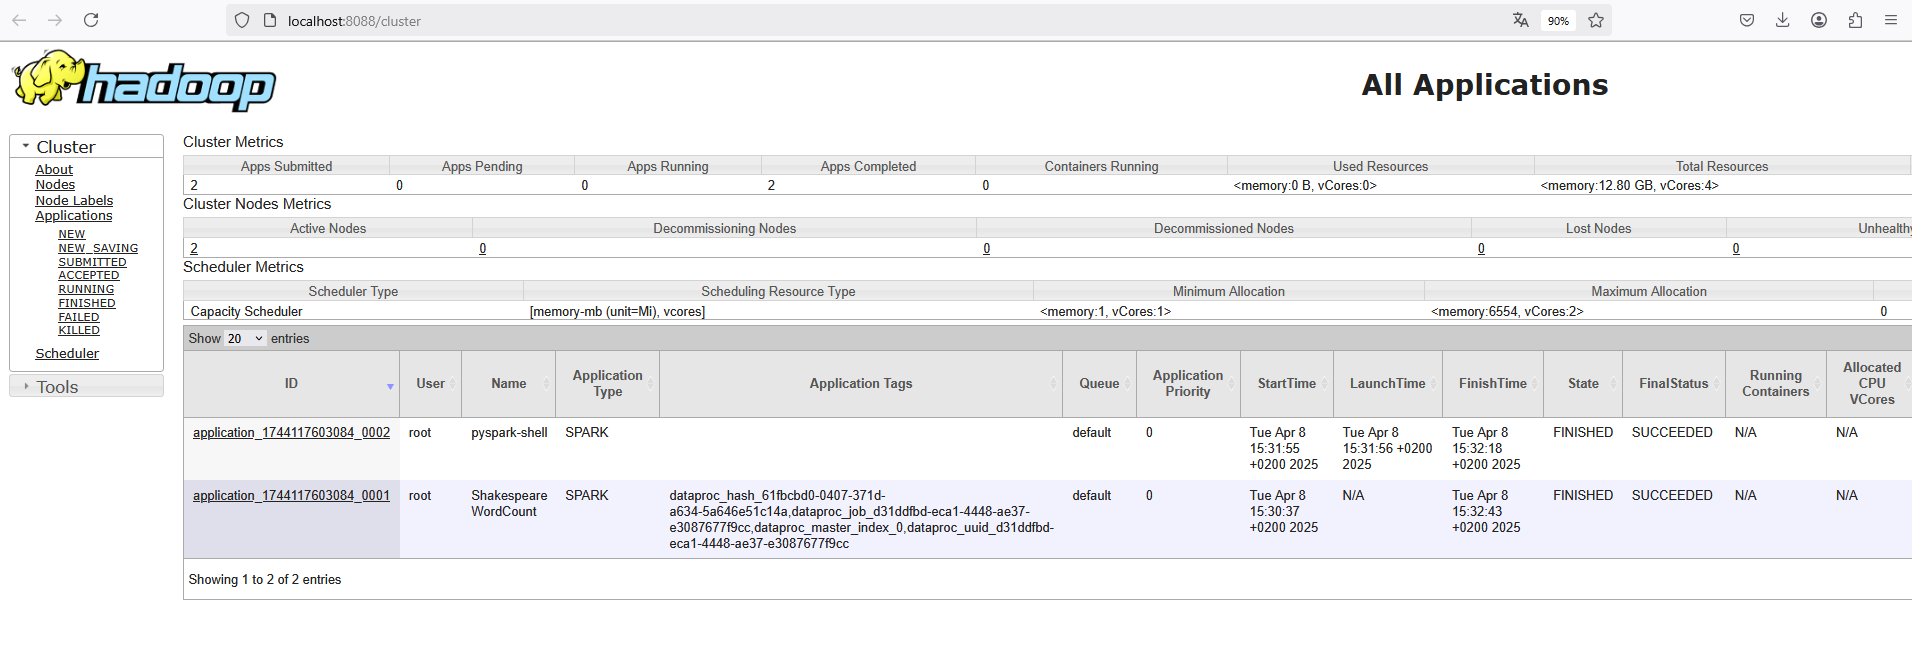 localhost:8088/cluster
90%
hadoop
All Applications
Cluster
About
Nodes
Node Labels
Applications
NEW
NEW_SAVING
SUBMITTED
ACCEPTED
RUNNING
FINISHED
FAILED
KILLED
Scheduler
Tools
Cluster Metrics
Apps Submitted Apps Pending Apps Running Apps Completed Containers Running Used Resources Total Resources
2 0 0 2 0 <memory:0 B, vCores:0> <memory:12.80 GB, vCores:4>
Cluster Nodes Metrics
Active Nodes Decommissioning Nodes Decommissioned Nodes Lost Nodes Unhealthy
2 0 0 0 0
Scheduler Metrics
Scheduler Type Scheduling Resource Type Minimum Allocation Maximum Allocation
Capacity Scheduler [memory-mb (unit=Mi), vcores] <memory:1, vCores:1> <memory:6554, vCores:2> 0
Show 20 entries
ID User Name Application Type Application Tags Queue Application Priority StartTime LaunchTime FinishTime State FinalStatus Running Containers Allocated CPU VCores
application_1744117603084_0002 root pyspark-shell SPARK default 0 Tue Apr 8 15:31:55 +0200 2025 Tue Apr 8 15:31:56 +0200 2025 Tue Apr 8 15:32:18 +0200 2025 FINISHED SUCCEEDED N/A N/A
application_1744117603084_0001 root Shakespeare WordCount SPARK dataproc_hash_61fbcbd0-0407-371d-a634-5a646e51c14a,dataproc_job_d31ddfbd-eca1-4448-ae37-e3087677f9cc,dataproc_master_index_0,dataproc_uuid_d31ddfbd-eca1-4448-ae37-e3087677f9cc default 0 Tue Apr 8 15:30:37 +0200 2025 N/A Tue Apr 8 15:32:43 +0200 2025 FINISHED SUCCEEDED N/A N/A
Showing 1 to 2 of 2 entries